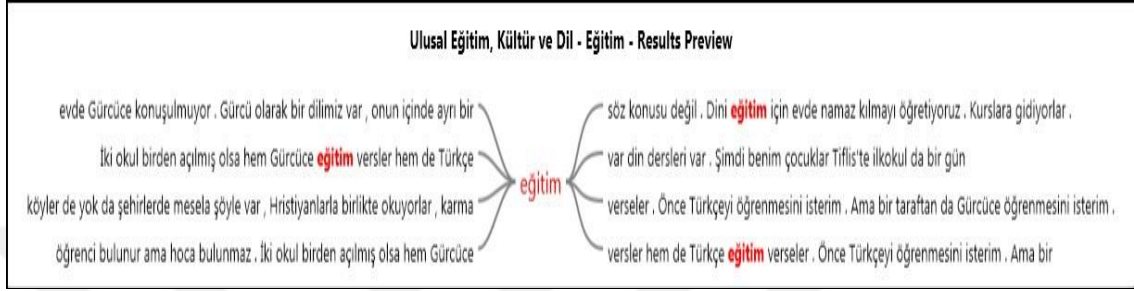 Ulusal Eğitim, Kültür ve Dil - Eğitim - Results Preview
evde Gürcüce konuşulmuyor . Gürcü olarak bir dilimiz var , onun içinde ayrı bir
İki okul birden açılmış olsa hem Gürcüce eğitim versler hem de Türkçe
köyler de yok da şehirlerde mesela şöyle var , Hristiyanlarla birlikte okuyorlar , karma
öğrenci bulunur ama hoca bulunmaz . İki okul birden açılmış olsa hem Gürcüce
eğitim
söz konusu değil . Dini eğitim için evde namaz kılmayı öğretiyoruz . Kurslara gidiyorlar .
var din dersleri var . Şimdi benim çocuklar Tiflis'te ilkokul da bir gün
verseler . Önce Türkçeyi öğrenmesini isterim . Ama bir taraftan da Gürcüce öğrenmesini isterim .
versler hem de Türkçe eğitim verseler . Önce Türkçeyi öğrenmesini isterim . Ama bir